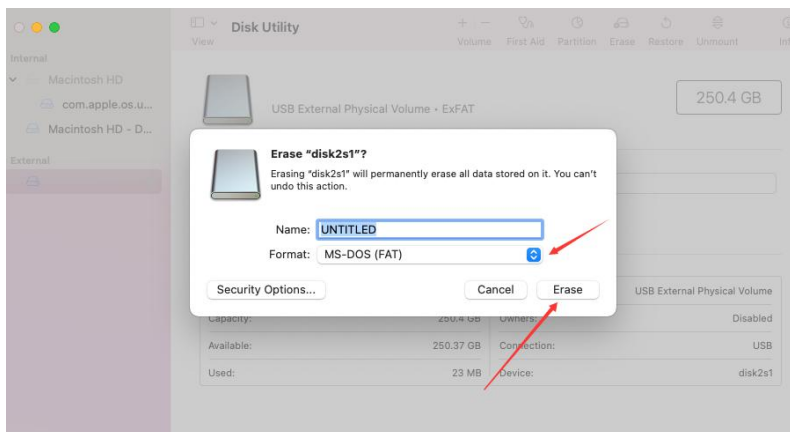 Disk Utility
View
Volume First Aid Partition Erase Restore Unmount
Internal
Macintosh HD
com.apple.os.u...
Macintosh HD - D...
External
USB External Physical Volume • ExFAT
250.4 GB
Erase “disk2s1”?
Erasing “disk2s1” will permanently erase all data stored on it. You can’t
undo this action.
Name: UNTITLED
Format: MS-DOS (FAT)
Security Options... Cancel Erase
USB External Physical Volume
Capacity: 250.4 GB Owners: Disabled
Available: 250.37 GB Connection: USB
Used: 23 MB Device: disk2s1